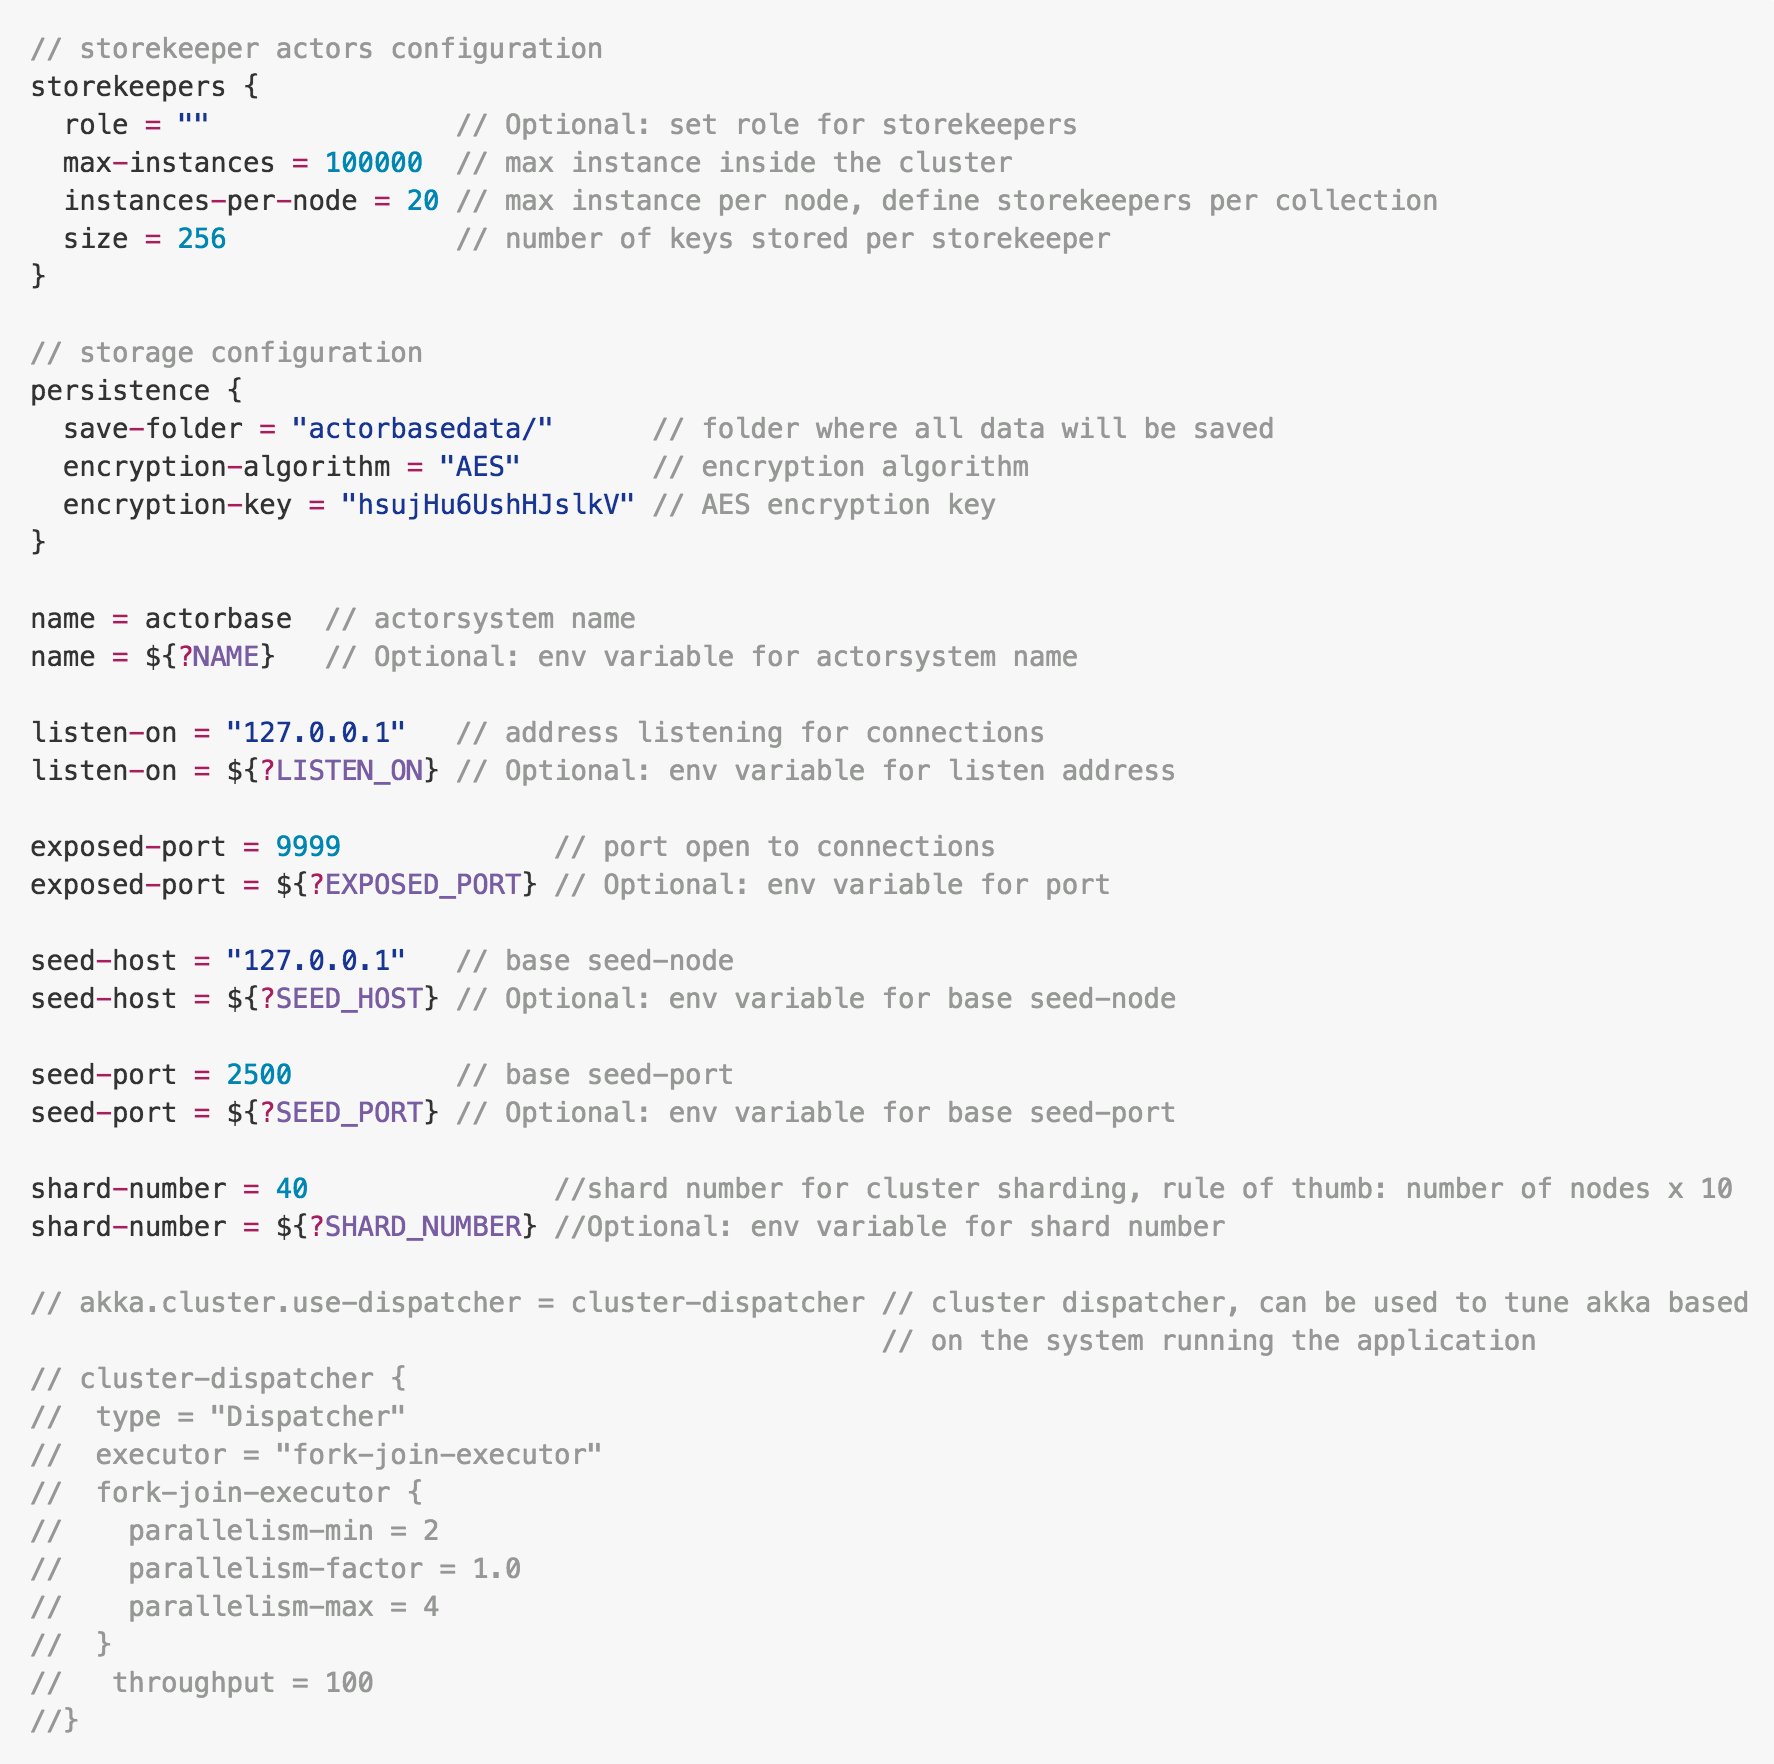 // storekeeper actors configuration
storekeepers {
  role = ""               // Optional: set role for storekeepers
  max-instances = 100000  // max instance inside the cluster
  instances-per-node = 20 // max instance per node, define storekeepers per collection
  size = 256              // number of keys stored per storekeeper
}

// storage configuration
persistence {
  save-folder = "actorbasedata/"      // folder where all data will be saved
  encryption-algorithm = "AES"        // encryption algorithm
  encryption-key = "hsujHu6UshHJslkV" // AES encryption key
}

name = actorbase  // actorsystem name
name = ${?NAME}   // Optional: env variable for actorsystem name

listen-on = "127.0.0.1"   // address listening for connections
listen-on = ${?LISTEN_ON} // Optional: env variable for listen address

exposed-port = 9999             // port open to connections
exposed-port = ${?EXPOSED_PORT} // Optional: env variable for port

seed-host = "127.0.0.1"   // base seed-node
seed-host = ${?SEED_HOST} // Optional: env variable for base seed-node

seed-port = 2500          // base seed-port
seed-port = ${?SEED_PORT} // Optional: env variable for base seed-port

shard-number = 40               //shard number for cluster sharding, rule of thumb: number of nodes x 10
shard-number = ${?SHARD_NUMBER} //Optional: env variable for shard number

// akka.cluster.use-dispatcher = cluster-dispatcher // cluster dispatcher, can be used to tune akka based
                                                    // on the system running the application
// cluster-dispatcher {
//  type = "Dispatcher"
//  executor = "fork-join-executor"
//  fork-join-executor {
//    parallelism-min = 2
//    parallelism-factor = 1.0
//    parallelism-max = 4
//  }
//   throughput = 100
//}